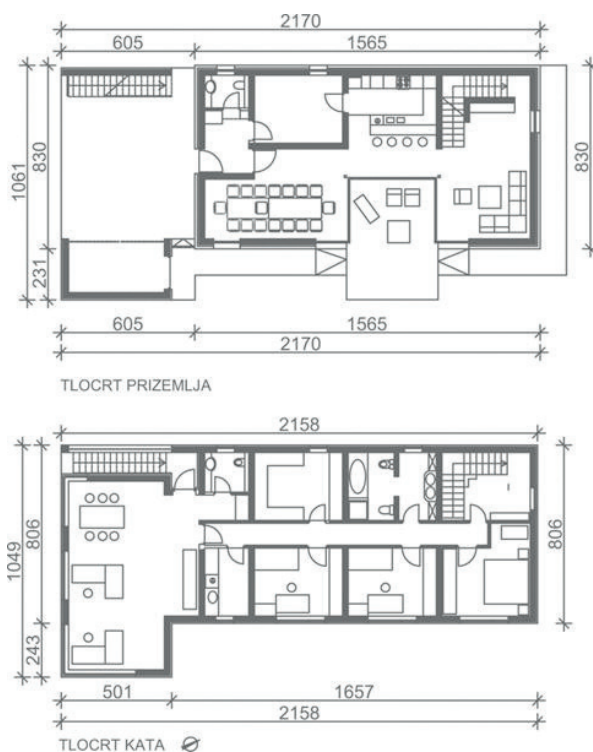 2170
605 1565
1061 830 830
231
605 1565
2170
TLOCRT PRIZEMLJA
2158
1049 806 806
243
501 1657
2158
TLOCRT KATA